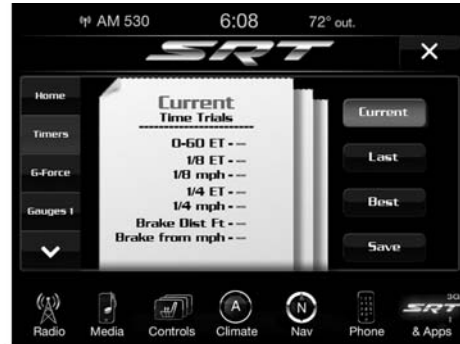 AM 530 6:08 72° out.
SRT
X
Home
Timers
G-Force
Gauges 1
Current
Time Trials
0-60 ET - --
1/8 ET - --
1/8 mph - --
1/4 ET - --
1/4 mph - --
Brake Dist Ft - --
Brake from mph - --
Current
Last
Best
Save
A
N
3G
SRT
Radio Media Controls Climate Nav Phone & Apps